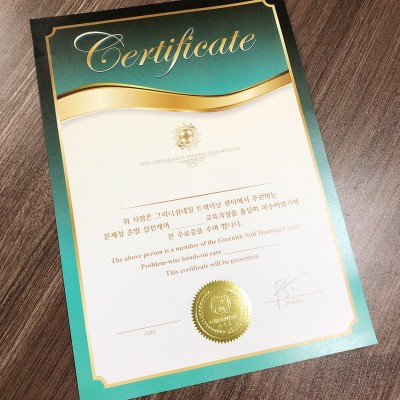 Certificate
THIS CERTIFICATE IS PROUDLY PRESENTED TO
위 사람은 그리니쉬네일 트레이닝 센터에서 주관하는
문제성 손발 실전케어 교육과정을 충실히 이수하였기에
본 수료증을 수여 합니다.
The above person is a member of the Greenish Nail Training Center
Problem-wise hands-on care
This certificate will be presented.
Date
Director